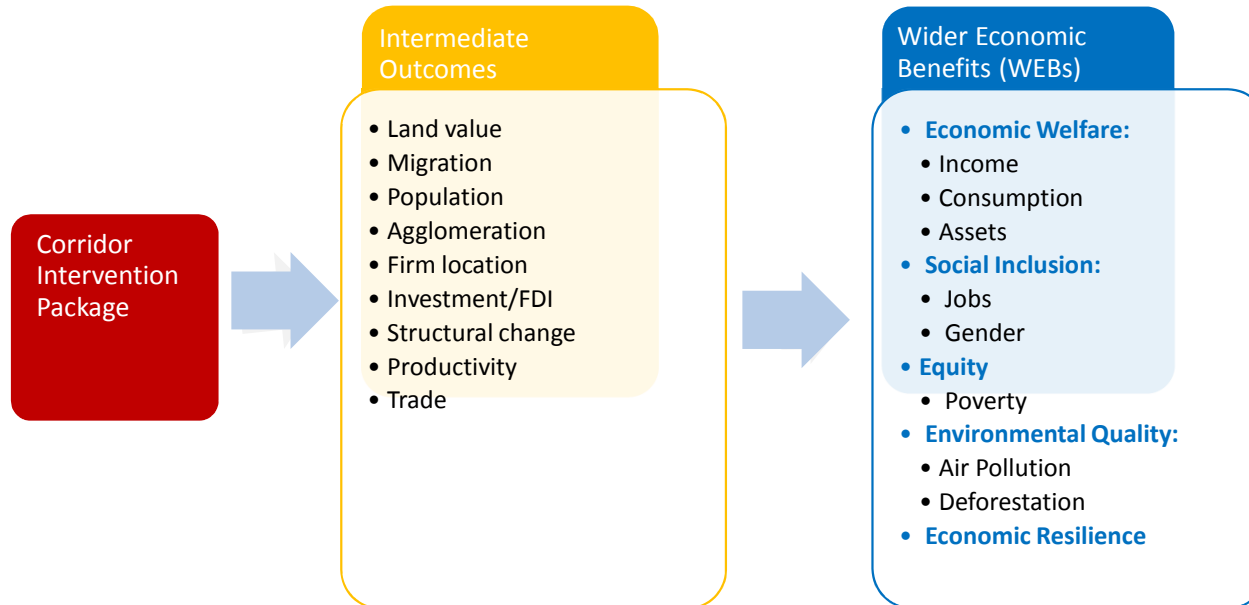 Corridor
Intervention
Package
Intermediate
Outcomes
• Land value
• Migration
• Population
• Agglomeration
• Firm location
• Investment/FDI
• Structural change
• Productivity
• Trade
Wider Economic
Benefits (WEBs)
• Economic Welfare:
• Income
• Consumption
• Assets
• Social Inclusion:
• Jobs
• Gender
• Equity
• Poverty
• Environmental Quality:
• Air Pollution
• Deforestation
• Economic Resilience